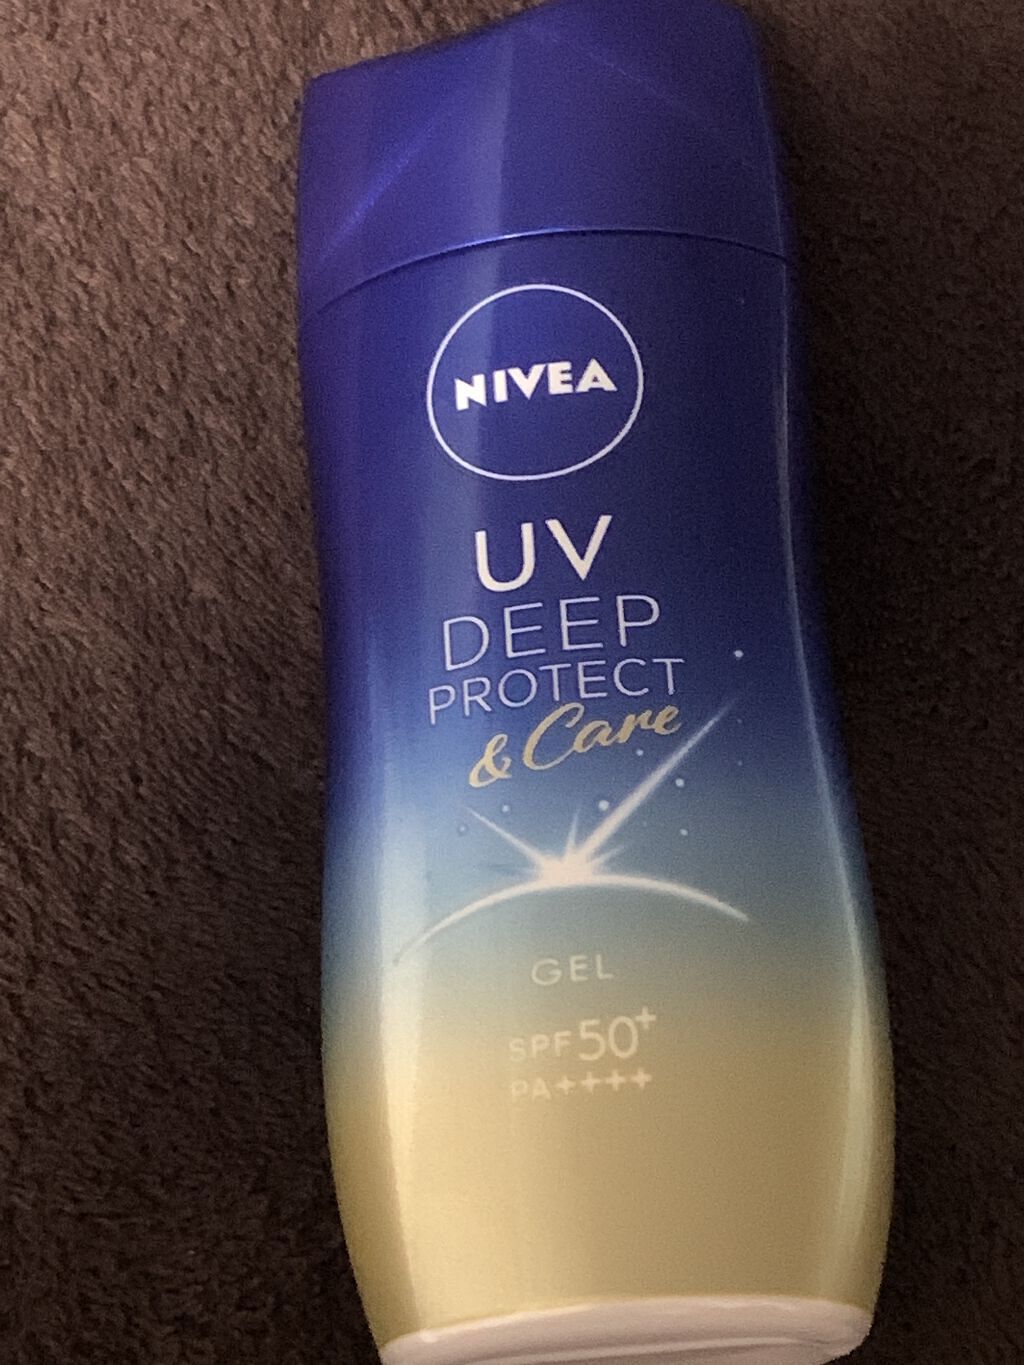 NIVEA
UV
DEEP
PROTECT
& Care
GEL
SPF50+
PA++++